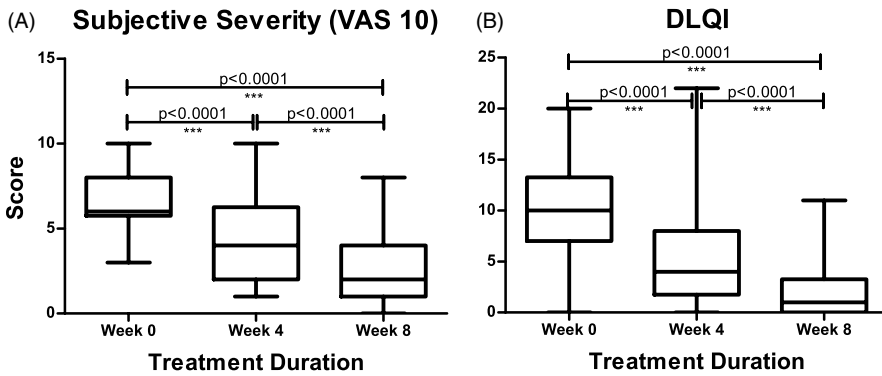 (A) Subjective Severity (VAS 10)
15
10
5
0
Score
p<0.0001
***
p<0.0001
***
p<0.0001
***
Week 0
Week 4
Week 8
Treatment Duration
(B) DLQI
25
20
15
10
5
0
p<0.0001
***
p<0.0001
***
p<0.0001
***
Week 0
Week 4
Week 8
Treatment Duration